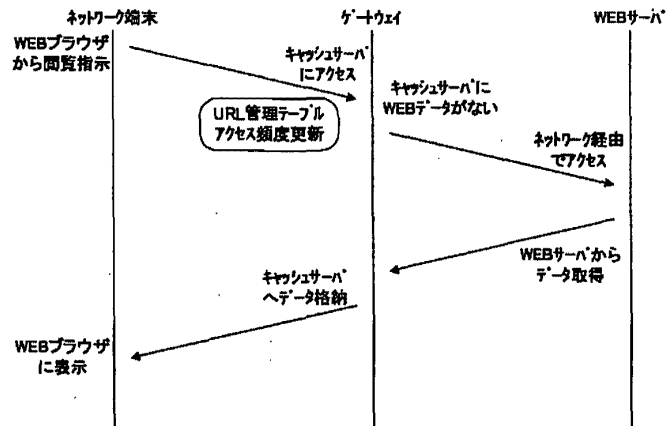 ネットワーク端末
ゲートウェイ
WEBサーバ
WEBブラウザ
から閲覧指示
キャッシュサーバ
にアクセス
URL管理テーブル
アクセス頻度更新
キャッシュサーバに
WEBデータがない
ネットワーク経由
でアクセス
WEBサーバから
データ取得
キャッシュサーバ
へデータ格納
WEBブラウザ
に表示